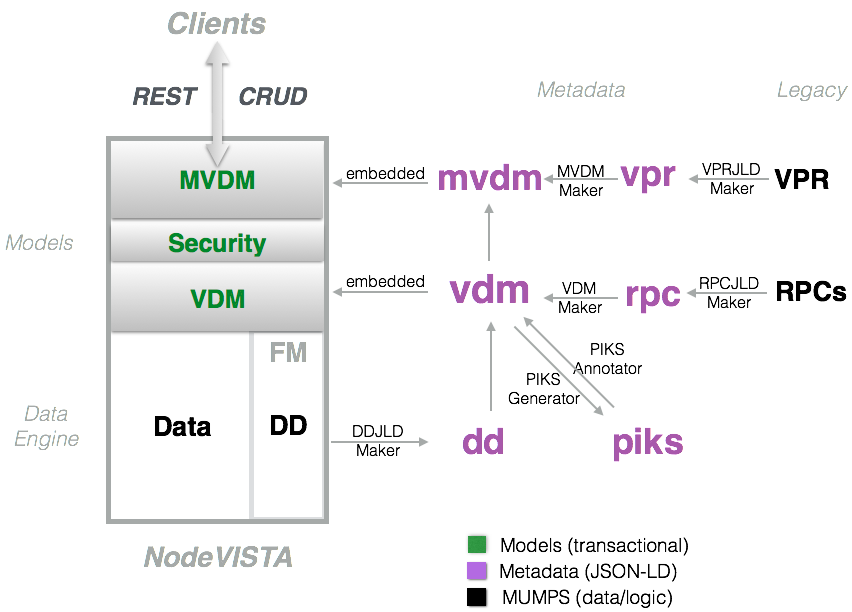 Clients
REST CRUD
Metadata
Legacy
MVDM
embedded
mvdm
MVDM
Maker
vpr
VPRJLD
Maker
VPR
Models
Security
VDM
embedded
vdm
VDM
Maker
rpc
RPCJLD
Maker
RPCs
FM
PIKS
Annotator
PIKS
Generator
Data
Engine
Data
DD
DDJLD
Maker
dd
piks
NodeVISTA
Models (transactional)
Metadata (JSON-LD)
MUMPS (data/logic)